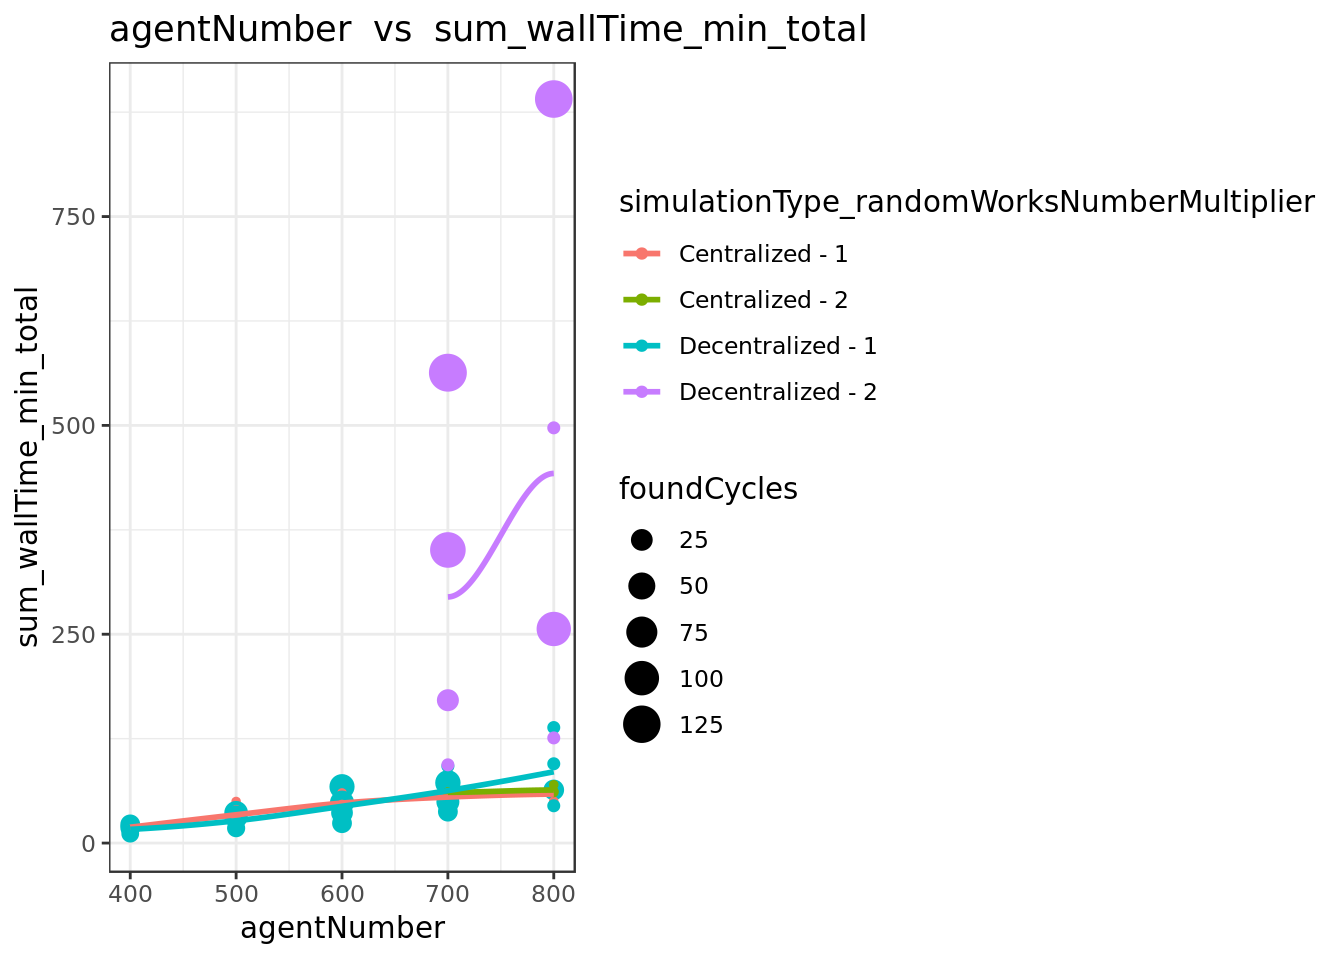 agentNumber vs sum_wallTime_min_total
sum_wallTime_min_total
750
500
250
0
400 500 600 700 800
agentNumber
simulationType_randomWorksNumberMultiplier
Centralized - 1
Centralized - 2
Decentralized - 1
Decentralized - 2
foundCycles
25
50
75
100
125